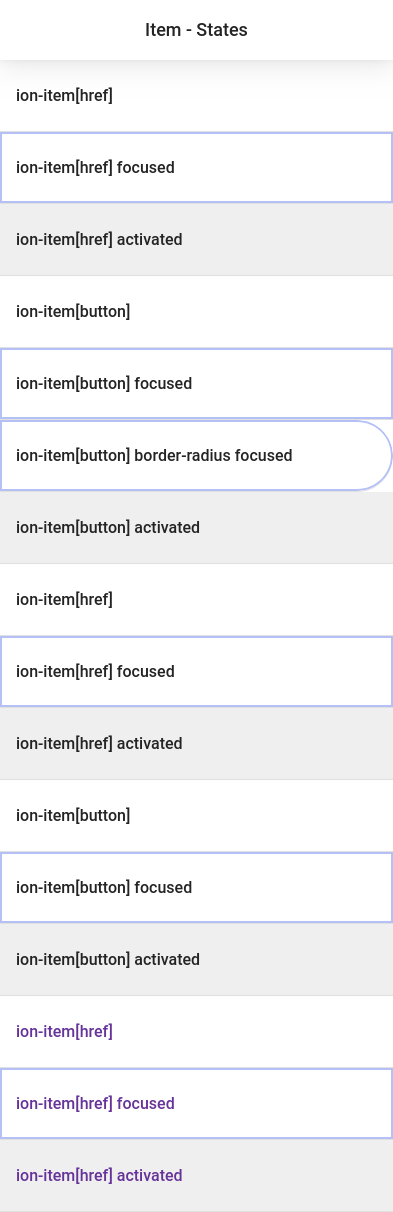 Item - States
ion-item[href]
ion-item[href] focused
ion-item[href] activated
ion-item[button]
ion-item[button] focused
ion-item[button] border-radius focused
ion-item[button] activated
ion-item[href]
ion-item[href] focused
ion-item[href] activated
ion-item[button]
ion-item[button] focused
ion-item[button] activated
ion-item[href]
ion-item[href] focused
ion-item[href] activated